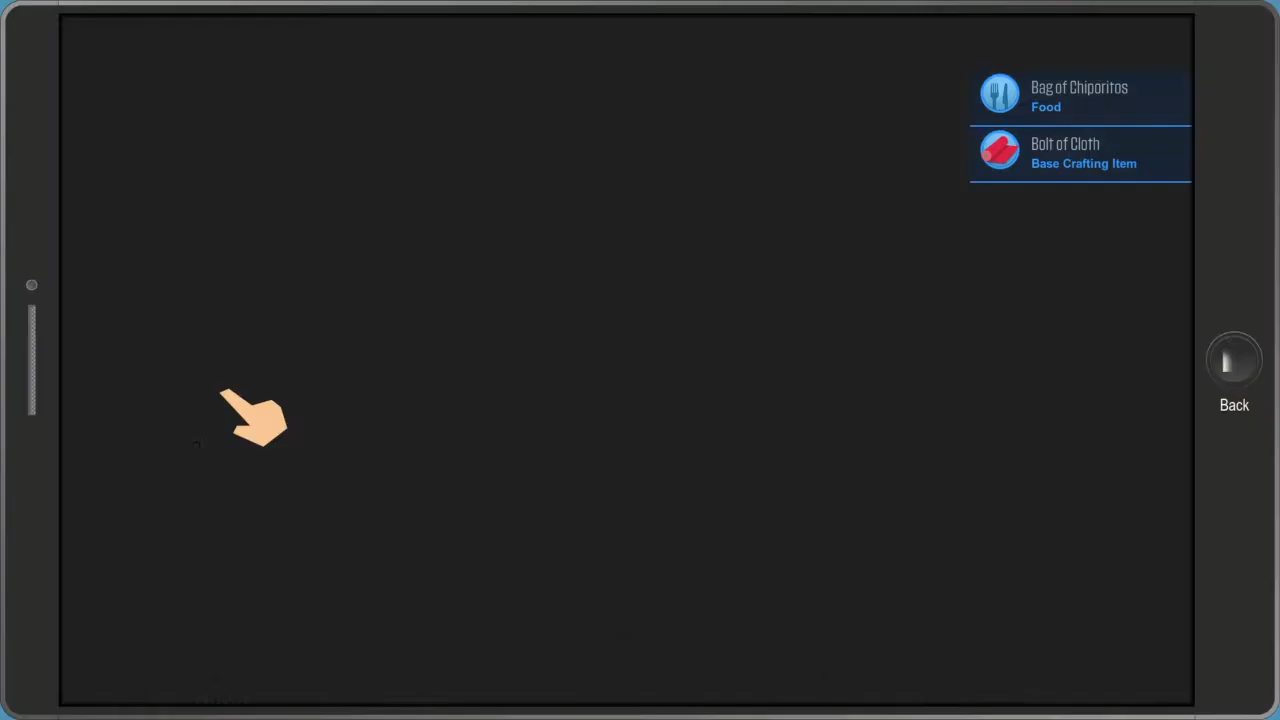 Bag of Chiporitos
Food
Bolt of Cloth
Base Crafting Item
Back